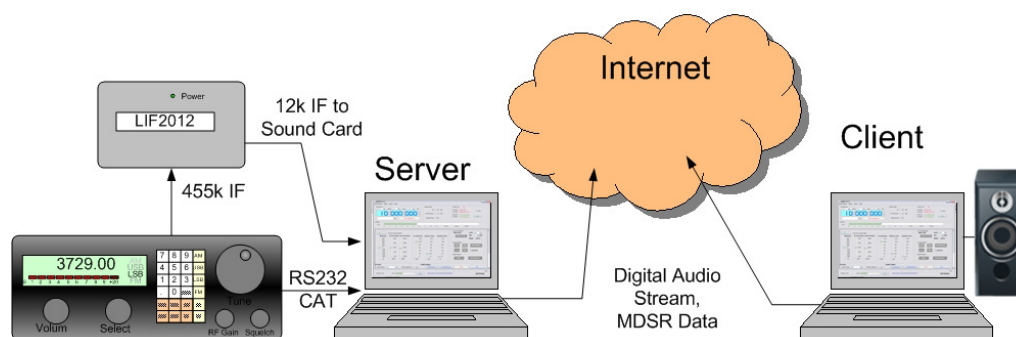 Internet
Power
LIF2012
12k IF to
Sound Card
Server
Client
455k IF
10.000.000
3729.00
LSB
7 8 9 AM
4 5 6 USB
1 2 3 LSB
. 0 FM
Tune
Volum
Select
RF Gain
Squelch
RS232
CAT
Digital Audio
Stream,
MDSR Data